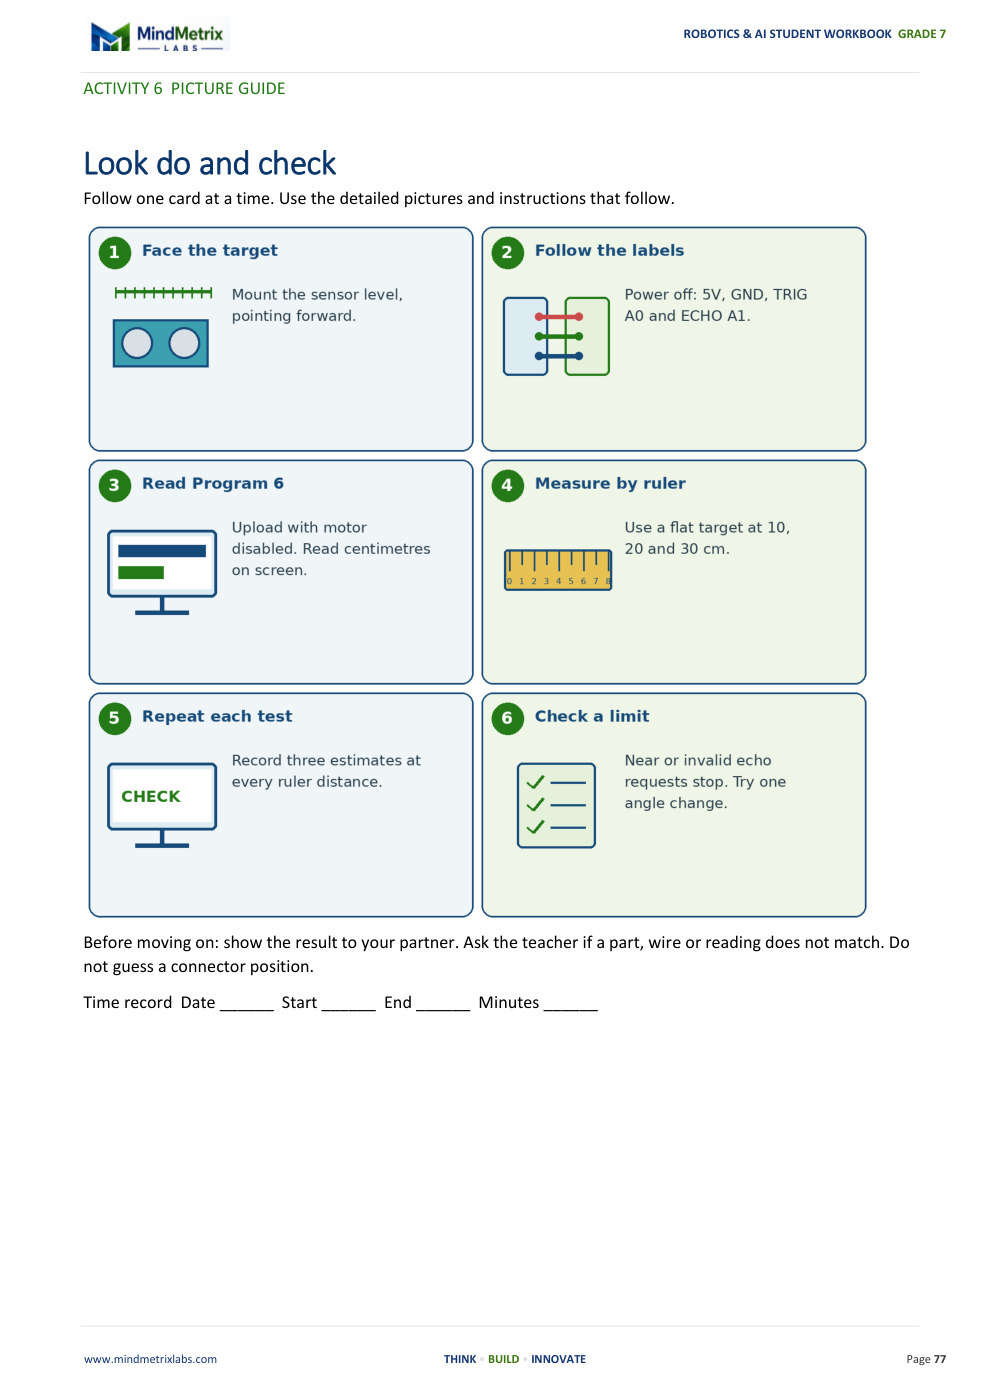 MindMetrix
LABS
ROBOTICS & AI STUDENT WORKBOOK GRADE 7
ACTIVITY 6 PICTURE GUIDE
Look do and check
Follow one card at a time. Use the detailed pictures and instructions that follow.
1 Face the target
Mount the sensor level,
pointing forward.
2 Follow the labels
Power off: 5V, GND, TRIG
A0 and ECHO A1.
3 Read Program 6
Upload with motor
disabled. Read centimetres
on screen.
4 Measure by ruler
Use a flat target at 10,
20 and 30 cm.
0 1 2 3 4 5 6 7 8
5 Repeat each test
Record three estimates at
every ruler distance.
CHECK
6 Check a limit
Near or invalid echo
requests stop. Try one
angle change.
Before moving on: show the result to your partner. Ask the teacher if a part, wire or reading does not match. Do
not guess a connector position.
Time record Date ______ Start ______ End ______ Minutes ______
www.mindmetrixlabs.com
THINK • BUILD • INNOVATE
Page 77